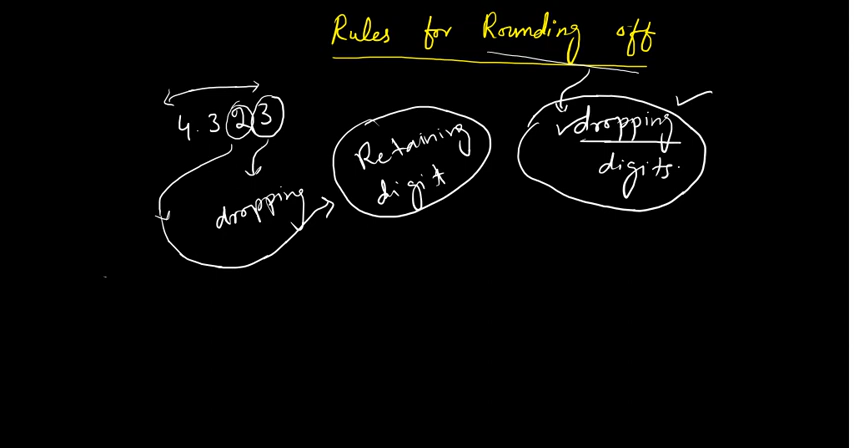 Rules for Rounding off
4.323
dropping
Retaining
digit
dropping
digits.